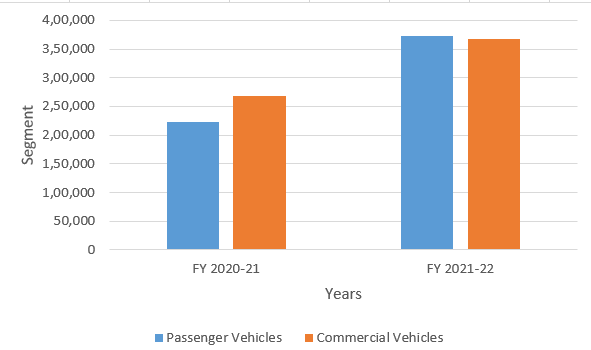 4,00,000
3,50,000
3,00,000
2,50,000
2,00,000
1,50,000
1,00,000
50,000
0
Segment
FY 2020-21 FY 2021-22
Years
Passenger Vehicles Commercial Vehicles